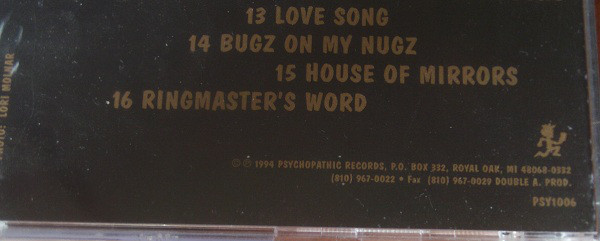 13 LOVE SONG
14 BUGZ ON MY NUGZ
15 HOUSE OF MIRRORS
16 RINGMASTER'S WORD
PHOTO: LORI MOLNAR
℗ © 1994 PSYCHOPATHIC RECORDS, P.O. BOX 332, ROYAL OAK, MI 48068-0332
(810) 967-0022 • Fax (810) 967-0029 DOUBLE A. PROD.
PSY1006